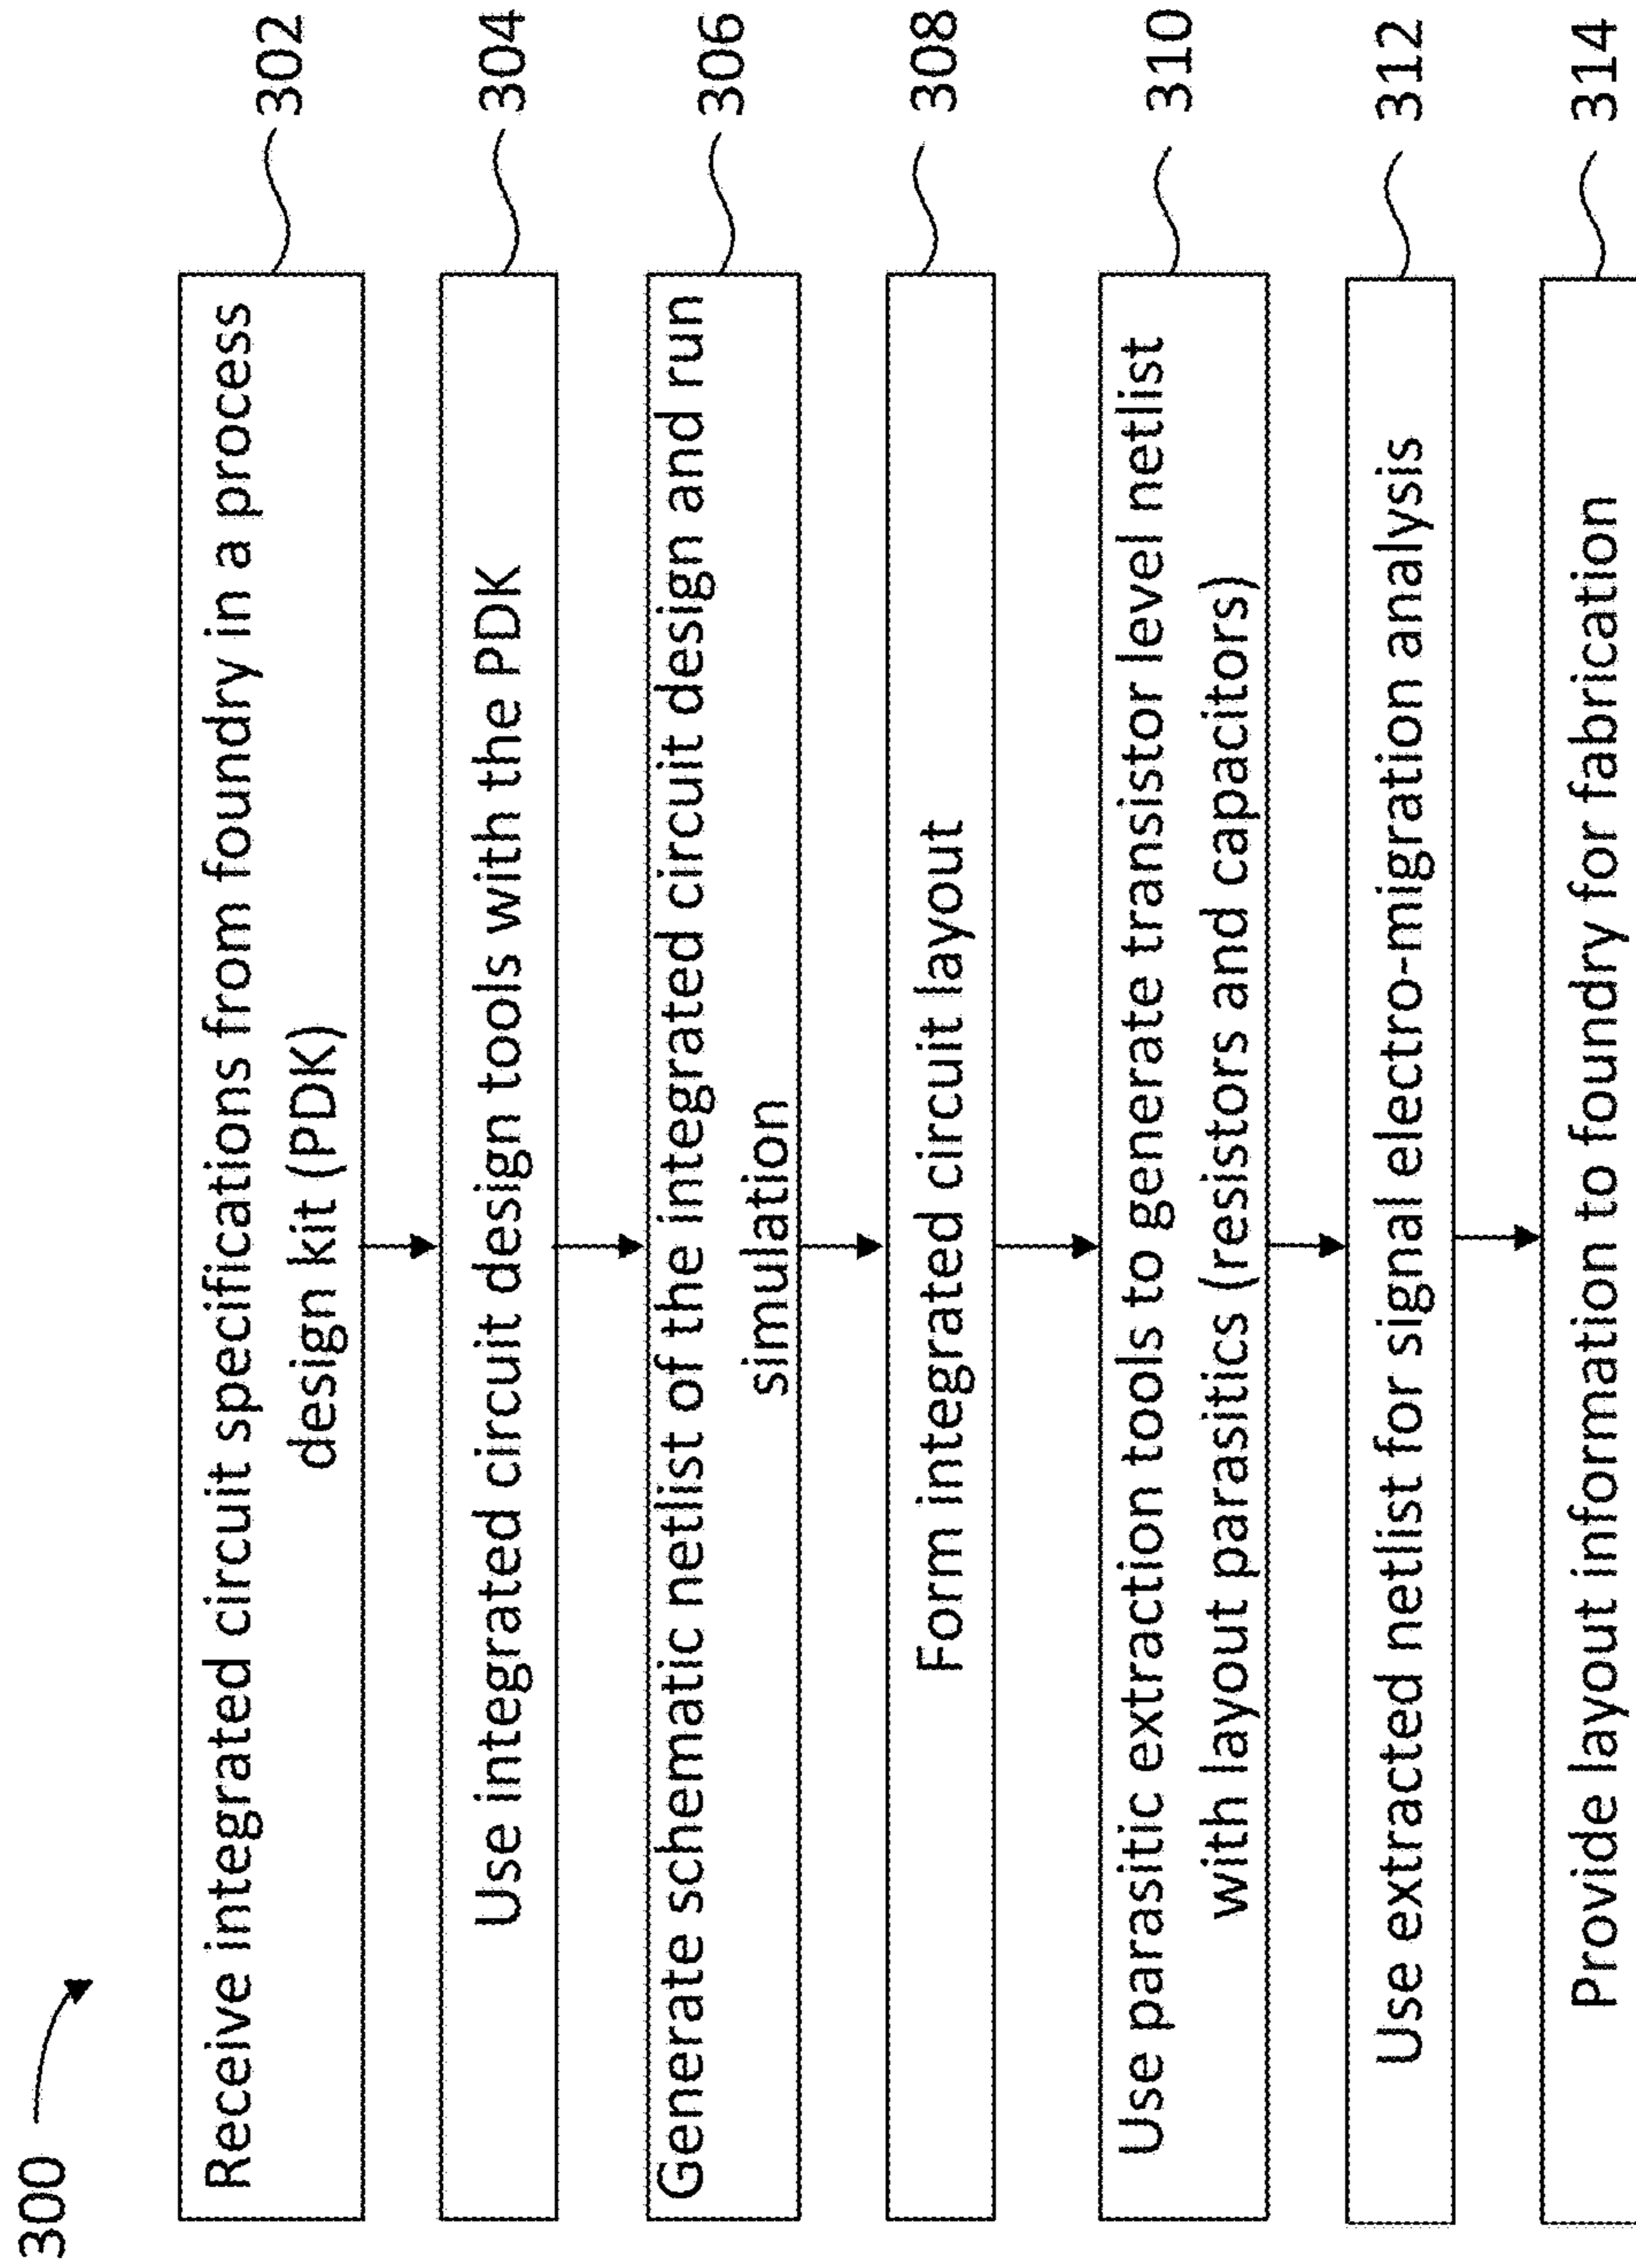 300
Receive integrated circuit specifications from foundry in a process
design kit (PDK)
302
Use integrated circuit design tools with the PDK
304
Generate schematic netlist of the integrated circuit design and run
simulation
306
Form integrated circuit layout
308
Use parasitic extraction tools to generate transistor level netlist
with layout parasitics (resistors and capacitors)
310
Use extracted netlist for signal electro-migration analysis
312
Provide layout information to foundry for fabrication
314